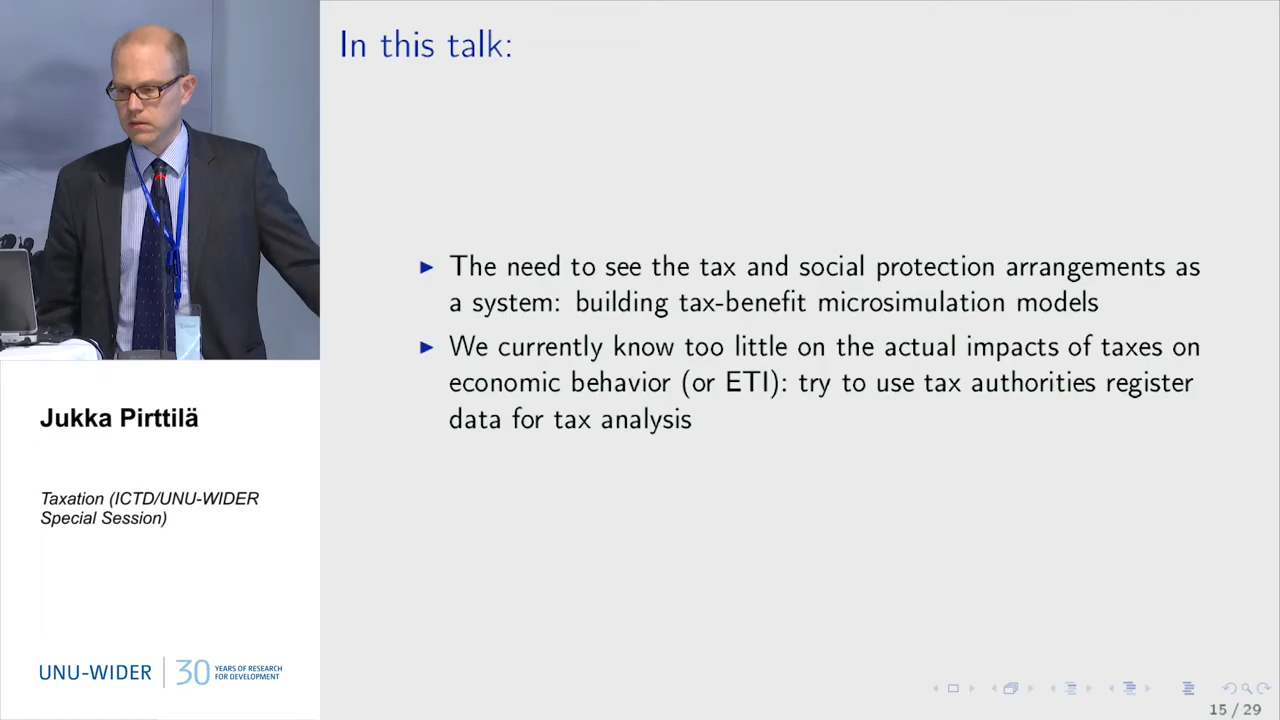 In this talk:
▶ The need to see the tax and social protection arrangements as
a system: building tax-benefit microsimulation models
▶ We currently know too little on the actual impacts of taxes on
economic behavior (or ETI): try to use tax authorities register
data for tax analysis
Jukka Pirttilä
Taxation (ICTD/UNU-WIDER
Special Session)
UNU-WIDER
30
YEARS OF RESEARCH
FOR DEVELOPMENT
15 / 29